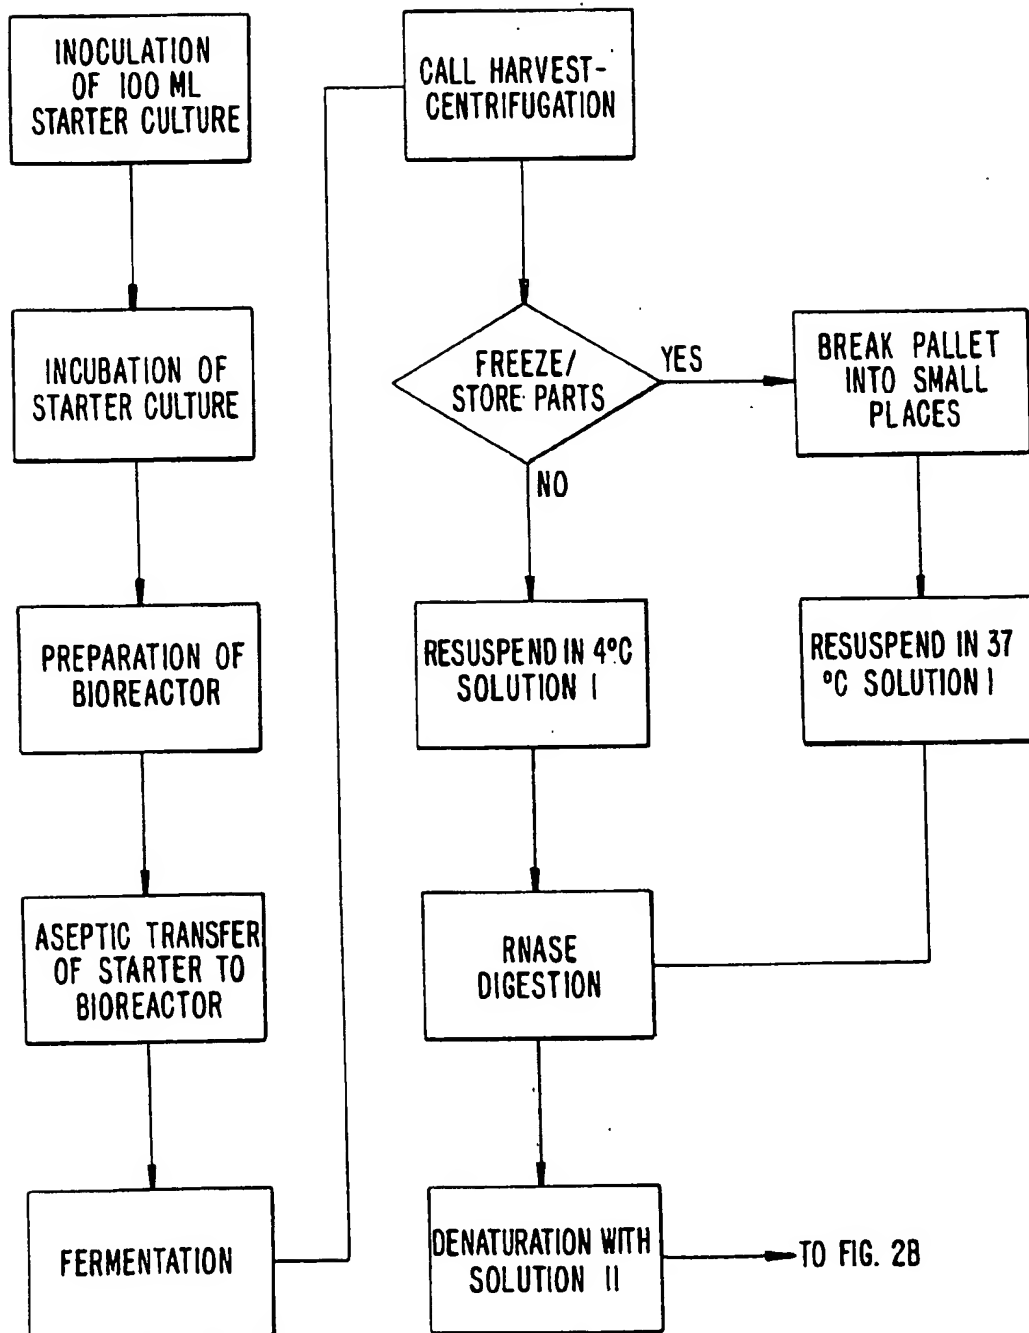 INOCULATION
OF 100 ML
STARTER CULTURE
INCUBATION OF
STARTER CULTURE
PREPARATION OF
BIOREACTOR
ASEPTIC TRANSFER
OF STARTER TO
BIOREACTOR
FERMENTATION
CALL HARVEST-
CENTRIFUGATION
FREEZE/
STORE PARTS
YES
NO
BREAK PALLET
INTO SMALL
PLACES
RESUSPEND IN 4°C
SOLUTION I
RESUSPEND IN 37
°C SOLUTION I
RNASE
DIGESTION
DENATURATION WITH
SOLUTION II
TO FIG. 2B